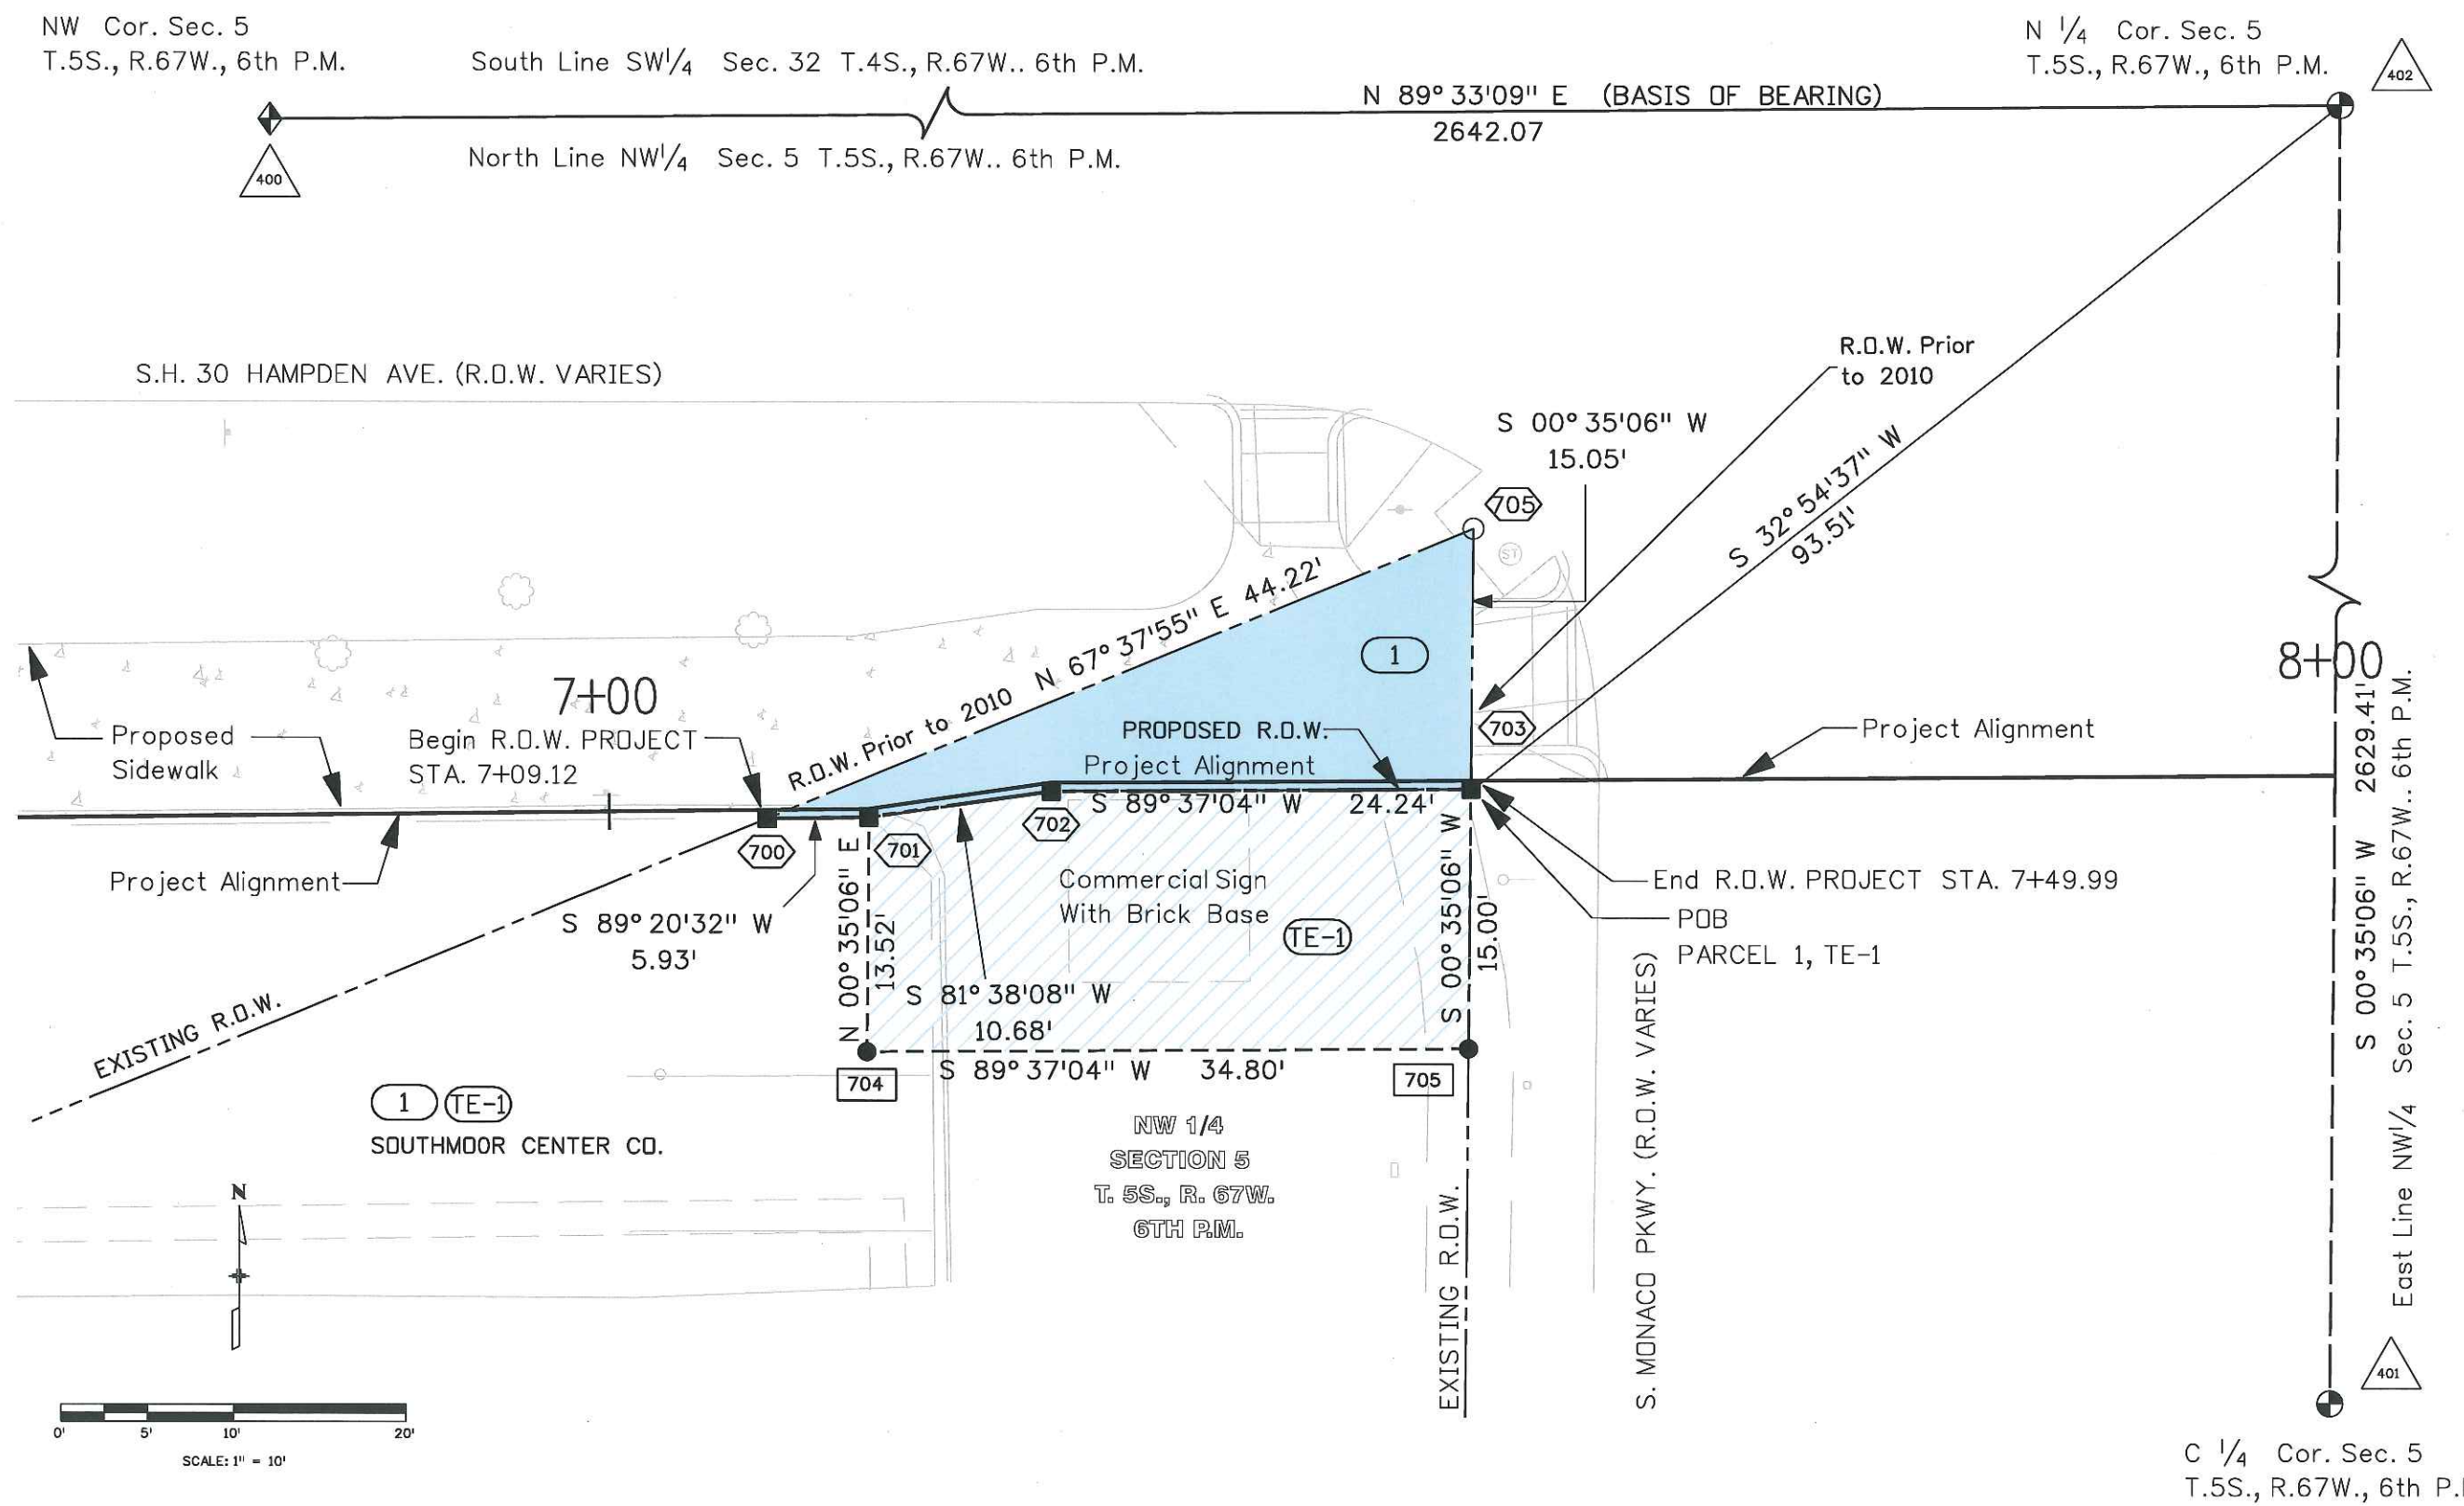 NW Cor. Sec. 5
T.5S., R.67W., 6th P.M.
400
South Line SW1/4 Sec. 32 T.4S., R.67W.. 6th P.M.
North Line NW1/4 Sec. 5 T.5S., R.67W.. 6th P.M.
N 89°33'09" E (BASIS OF BEARING)
2642.07
N 1/4 Cor. Sec. 5
T.5S., R.67W., 6th P.M.
402
S.H. 30 HAMPDEN AVE. (R.O.W. VARIES)
R.O.W. Prior
to 2010
S 00°35'06" W
15.05'
705
ST
S 32°54'37" W
93.51'
R.O.W. Prior to 2010 N 67°37'55" E 44.22'
1
8+00
7+00
Begin R.O.W. PROJECT
STA. 7+09.12
Proposed
Sidewalk
703
PROPOSED R.O.W.
Project Alignment
Project Alignment
S 89°37'04" W 24.24'
700
701
702
Project Alignment
S 89°20'32" W
5.93'
N 00°35'06" E
13.52'
Commercial Sign
With Brick Base
TE-1
S 00°35'06" W
15.00'
End R.O.W. PROJECT STA. 7+49.99
POB
PARCEL 1, TE-1
S 81°38'08" W
10.68'
EXISTING R.O.W.
704
S 89°37'04" W 34.80'
705
1 TE-1
SOUTHMOOR CENTER CO.
NW 1/4
SECTION 5
T. 5S., R. 67W.
6TH P.M.
N
EXISTING R.O.W.
S. MONACO PKWY. (R.O.W. VARIES)
S 00°35'06" W 2629.41'
East Line NW1/4 Sec. 5 T.5S., R.67W.. 6th P.M.
401
0' 5' 10' 20'
SCALE: 1" = 10'
C 1/4 Cor. Sec. 5
T.5S., R.67W., 6th P.